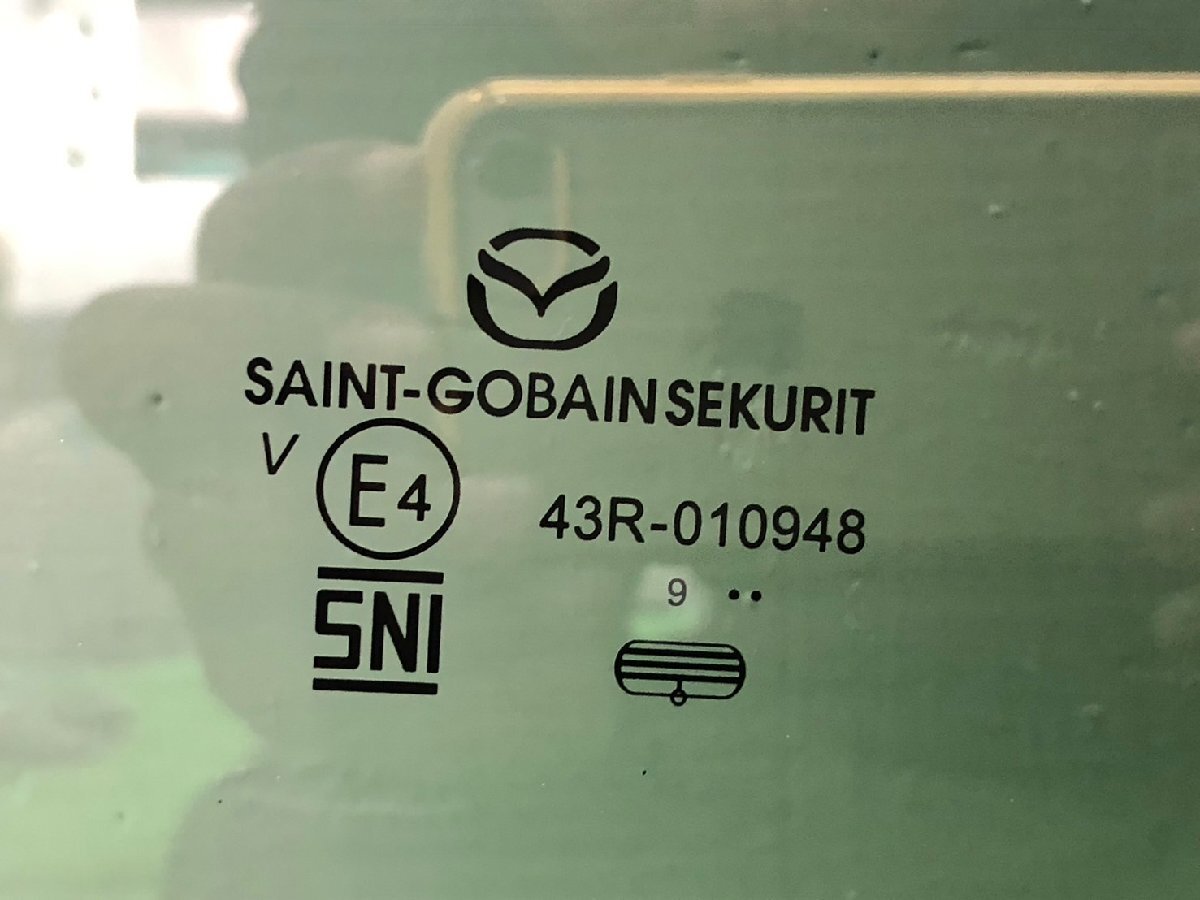 SAINT-GOBAIN SEKURIT
V E4 43R-010948
SNI
9 ..